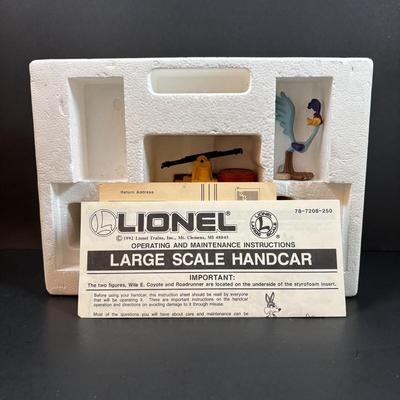 Return Address
78-7208-250
LIONEL®
©1992 Lionel Trains, Inc., Mt. Clemens, MI 48045
OPERATING AND MAINTENANCE INSTRUCTIONS
LARGE SCALE HANDCAR
IMPORTANT:
The two figures, Wile E. Coyote and Roadrunner are located on the underside of the styrofoam insert.
Before using your handcar, this instruction sheet should be read by everyone
that will be operating it. There are important instructions on the handcar
operation and directions on avoiding damage to it through misuse.
Most of the questions you will have about care and maintenance can be